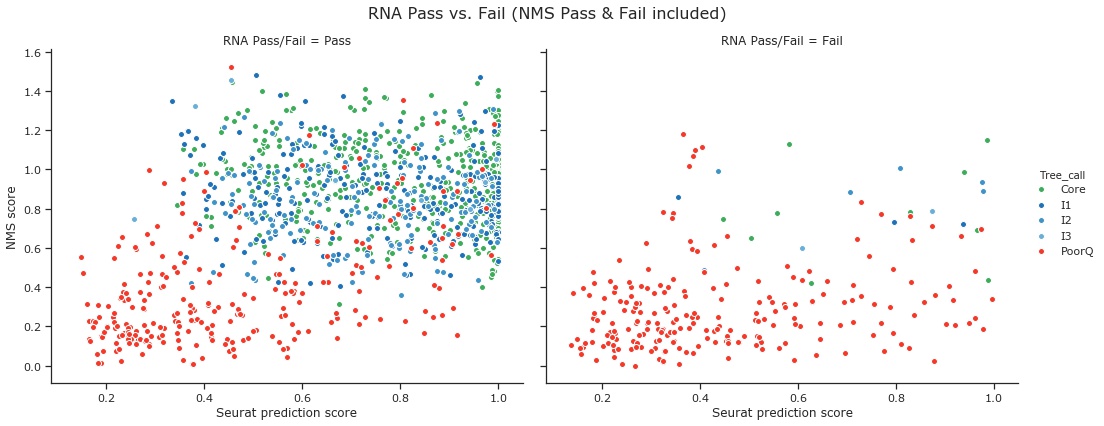 RNA Pass vs. Fail (NMS Pass & Fail included)
RNA Pass/Fail = Pass
RNA Pass/Fail = Fail
1.6
1.4
1.2
1.0
0.8
0.6
0.4
0.2
0.0
NMS score
0.2 0.4 0.6 0.8 1.0
Seurat prediction score
0.2 0.4 0.6 0.8 1.0
Seurat prediction score
Tree_call
Core
I1
I2
I3
PoorQ